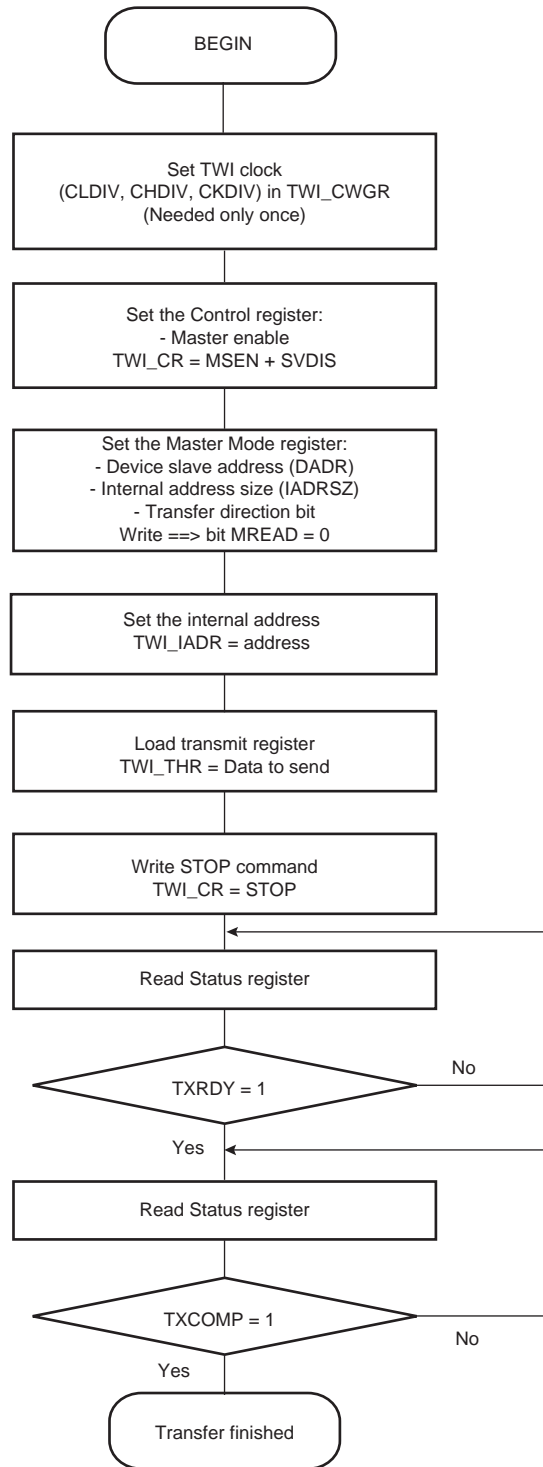 BEGIN
Set TWI clock
(CLDIV, CHDIV, CKDIV) in TWI_CWGR
(Needed only once)
Set the Control register:
- Master enable
TWI_CR = MSEN + SVDIS
Set the Master Mode register:
- Device slave address (DADR)
- Internal address size (IADRSZ)
- Transfer direction bit
Write ==> bit MREAD = 0
Set the internal address
TWI_IADR = address
Load transmit register
TWI_THR = Data to send
Write STOP command
TWI_CR = STOP
Read Status register
TXRDY = 1
No
Yes
Read Status register
TXCOMP = 1
No
Yes
Transfer finished